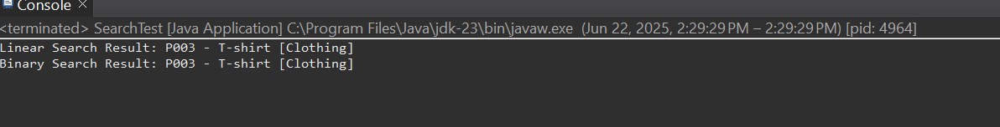 Console
<terminated> SearchTest [Java Application] C:\Program Files\Java\jdk-23\bin\javaw.exe (Jun 22, 2025, 2:29:29 PM – 2:29:29 PM) [pid: 4964]
Linear Search Result: P003 - T-shirt [Clothing]
Binary Search Result: P003 - T-shirt [Clothing]